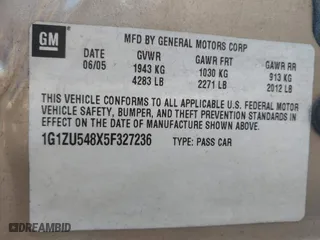 GM
MFD BY GENERAL MOTORS CORP
DATE GVWR GAWR FRT GAWR RR
06/05 1943 KG 1030 KG 913 KG
4283 LB 2271 LB 2012 LB
THIS VEHICLE CONFORMS TO ALL APPLICABLE U.S. FEDERAL MOTOR
VEHICLE SAFETY, BUMPER, AND THEFT PREVENTION STANDARDS IN
EFFECT ON THE DATE OF MANUFACTURE SHOWN ABOVE.
1G1ZU548X5F327236 TYPE: PASS CAR
DREAMBID